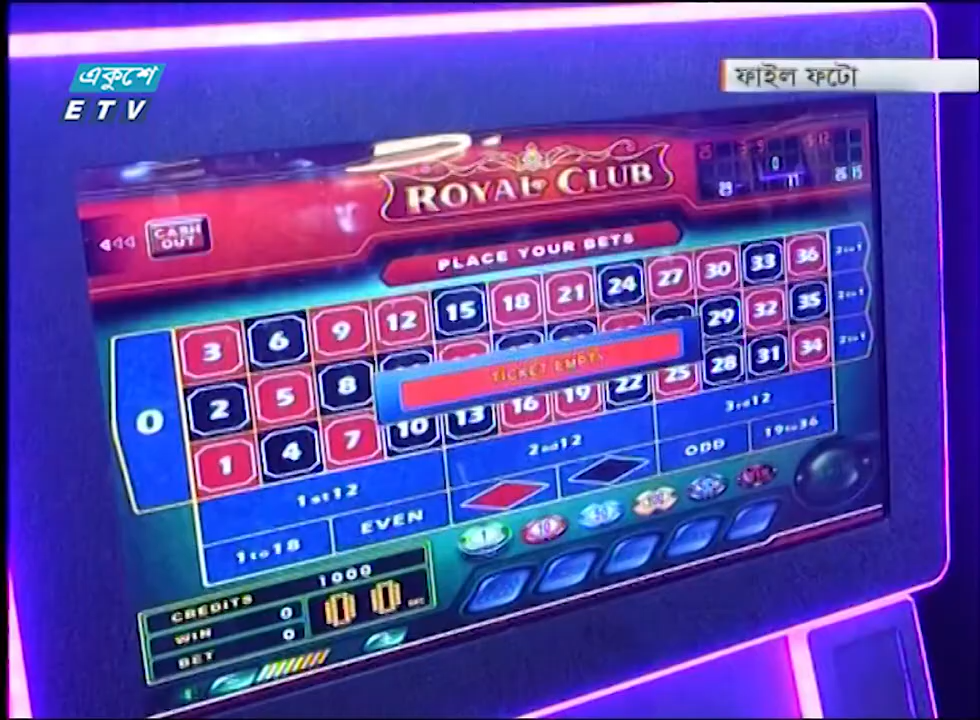 একুশে
ETV
ফাইল ফটো
ROYAL CLUB
CASH OUT
PLACE YOUR BETS
3 6 9 12 15 18 21 24 27 30 33 36 2to1
TICKET EMPTY
0 2 5 8 29 32 35 2to1
1 4 7 10 13 16 19 22 25 28 31 34 2to1
1st12 2nd12 3rd12
1to18 EVEN ODD 19to36
CREDITS 1000
WIN 0
BET 0
00